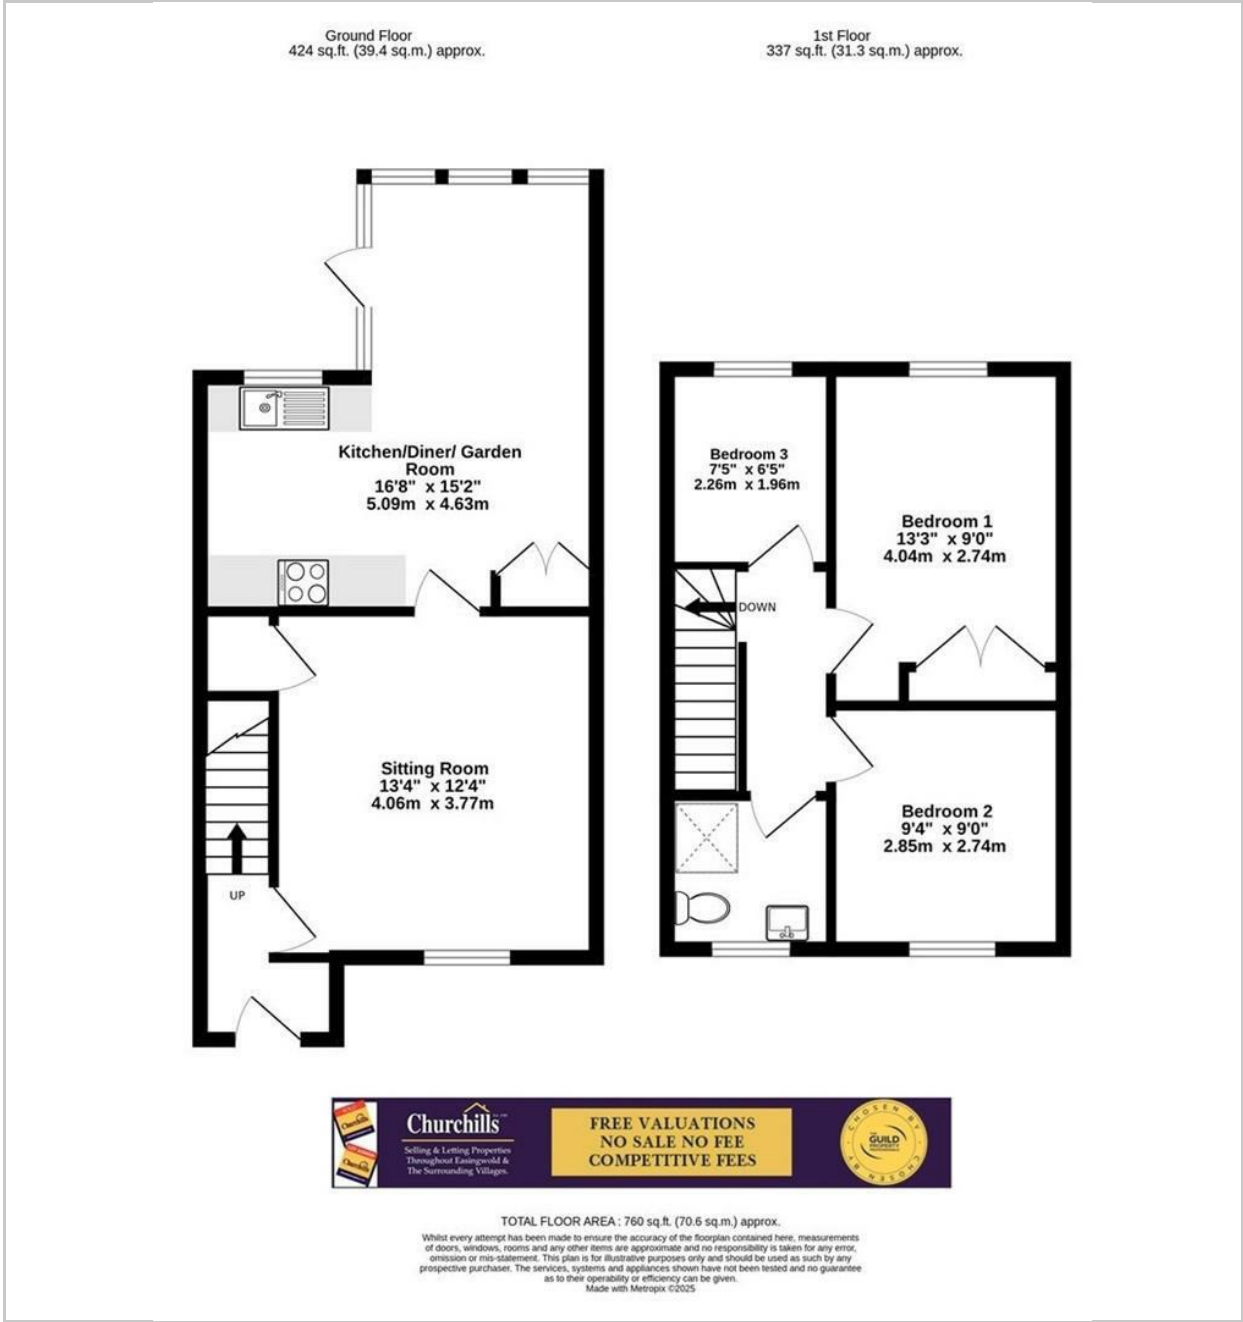 Ground Floor
424 sq.ft. (39.4 sq.m.) approx.
1st Floor
337 sq.ft. (31.3 sq.m.) approx.
Kitchen/Diner/ Garden
Room
16'8" x 15'2"
5.09m x 4.63m
Sitting Room
13'4" x 12'4"
4.06m x 3.77m
UP
Bedroom 3
7'5" x 6'5"
2.26m x 1.96m
Bedroom 1
13'3" x 9'0"
4.04m x 2.74m
DOWN
Bedroom 2
9'4" x 9'0"
2.85m x 2.74m
Churchills
Churchills
Churchills
Selling & Letting Properties
Throughout Easingwold &
The Surrounding Villages.
FREE VALUATIONS
NO SALE NO FEE
COMPETITIVE FEES
CHOSEN BY
THE
GUILD
PROPERTY
PROFESSIONALS
CHOSEN BY
TOTAL FLOOR AREA : 760 sq.ft. (70.6 sq.m.) approx.
Whilst every attempt has been made to ensure the accuracy of the floorplan contained here, measurements
of doors, windows, rooms and any other items are approximate and no responsibility is taken for any error,
omission or mis-statement. This plan is for illustrative purposes only and should be used as such by any
prospective purchaser. The services, systems and appliances shown have not been tested and no guarantee
as to their operability or efficiency can be given.
Made with Metropix ©2025